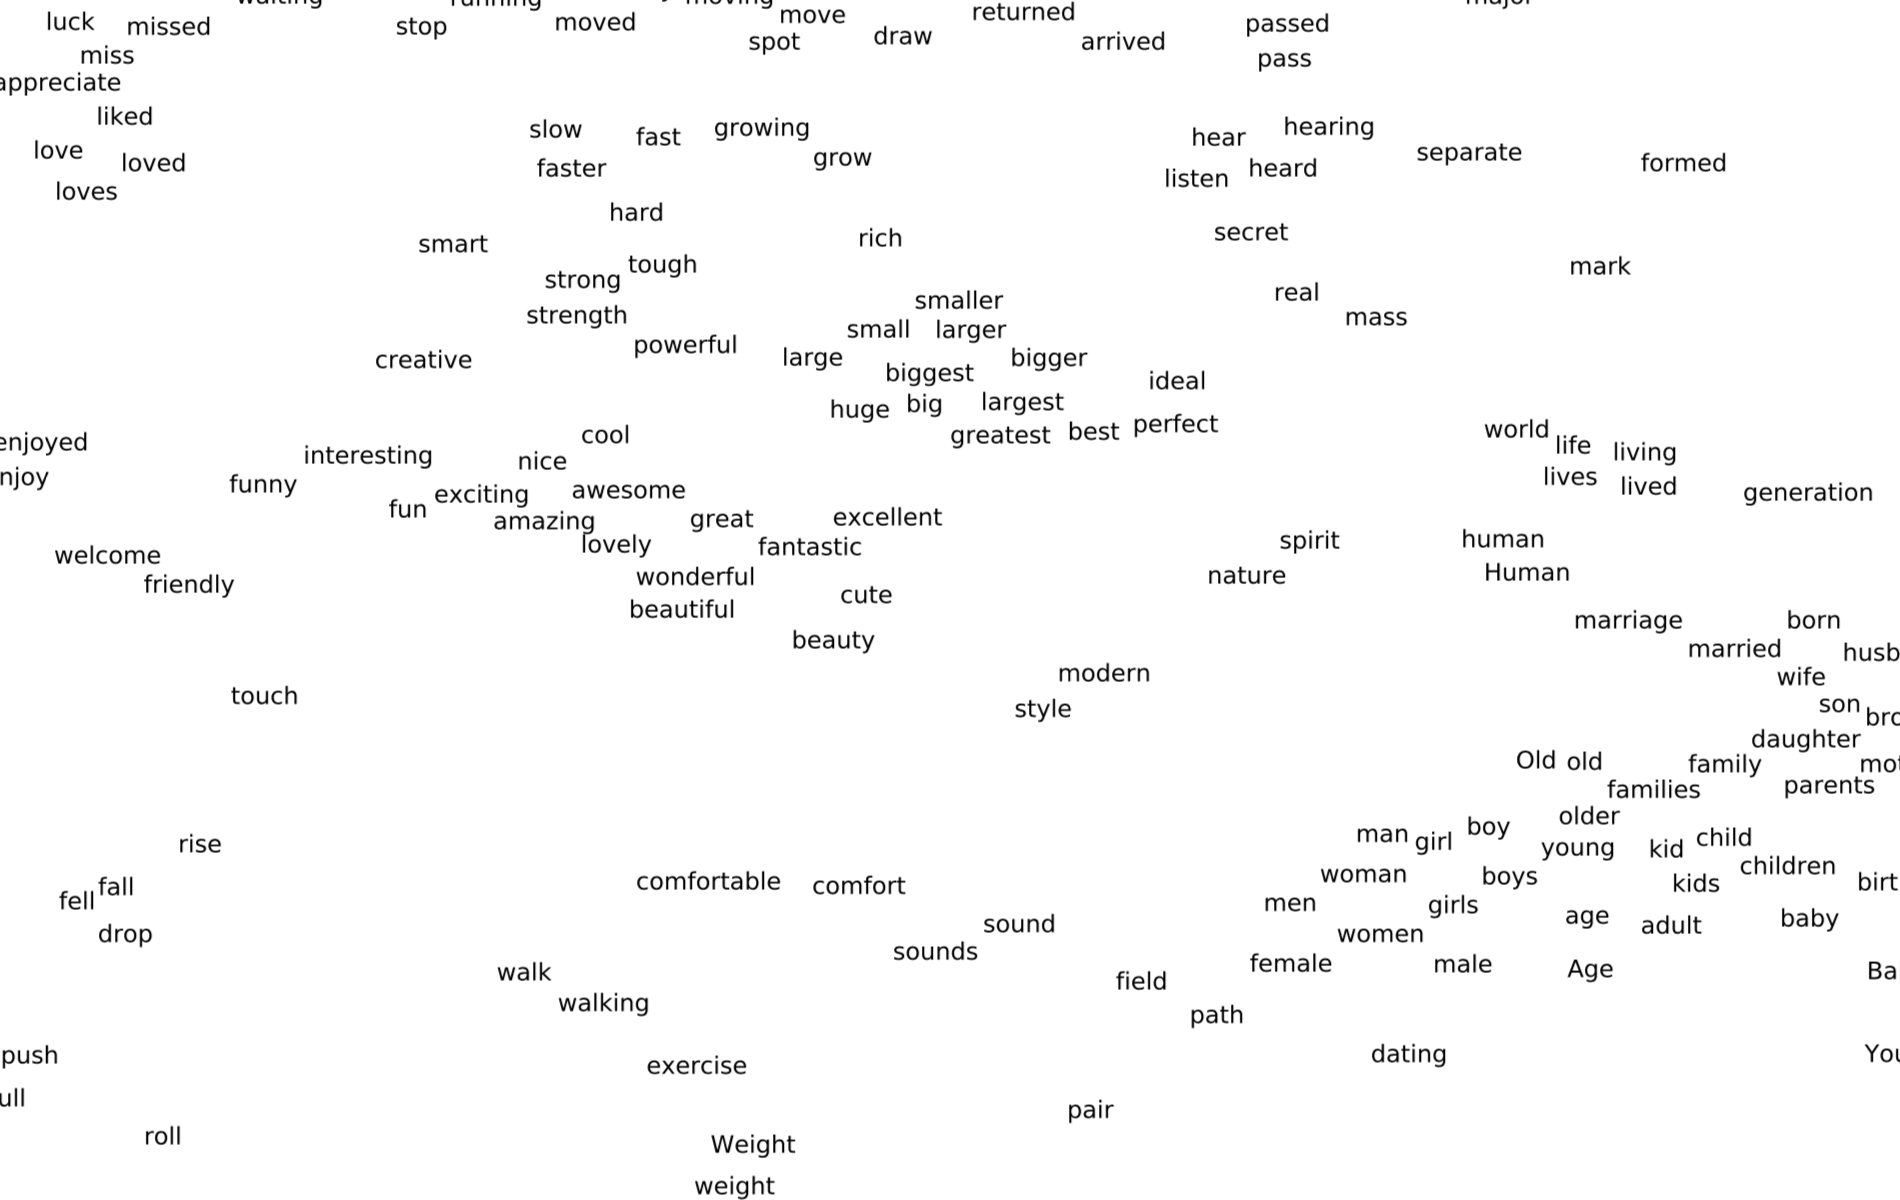 waiting running moving major
luck missed stop moved move returned passed
miss spot draw arrived pass
appreciate
liked
slow fast growing hear hearing
love loved faster grow listen heard separate formed
loves
hard
smart rich secret
strong tough mark
smaller real
strength small larger mass
powerful
creative large biggest bigger ideal
huge big largest
greatest best perfect
enjoyed interesting nice cool world life living
njoy funny exciting awesome lives lived generation
fun amazing great excellent
lovely fantastic spirit human
welcome wonderful nature Human
friendly beautiful cute
beauty marriage born
modern married husb
touch style wife
son bro
daughter
Old old family mot
families parents
older
rise man girl boy young kid child
fall comfortable comfort woman boys kids children birt
fell men girls age adult baby
drop sound women
sounds female male Age Ba
walk field
walking path
push exercise dating You
ull pair
roll Weight
weight